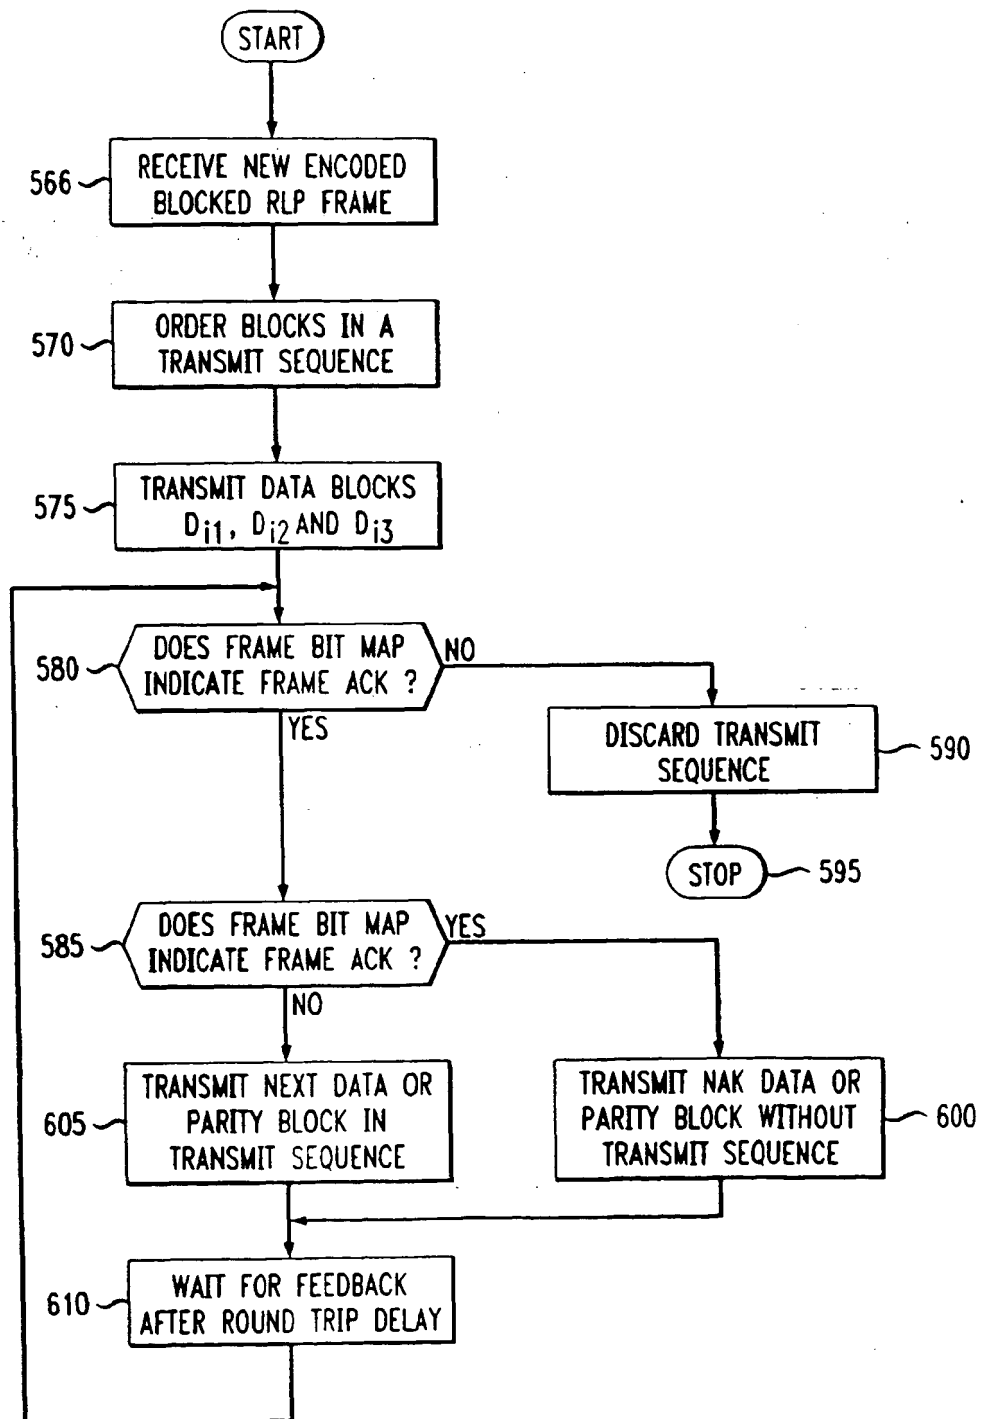 START
566
RECEIVE NEW ENCODED
BLOCKED RLP FRAME
570
ORDER BLOCKS IN A
TRANSMIT SEQUENCE
575
TRANSMIT DATA BLOCKS
Di1, Di2 AND Di3
580
DOES FRAME BIT MAP
INDICATE FRAME ACK ?
NO
YES
DISCARD TRANSMIT
SEQUENCE
590
STOP
595
585
DOES FRAME BIT MAP
INDICATE FRAME ACK ?
YES
NO
605
TRANSMIT NEXT DATA OR
PARITY BLOCK IN
TRANSMIT SEQUENCE
TRANSMIT NAK DATA OR
PARITY BLOCK WITHOUT
TRANSMIT SEQUENCE
600
610
WAIT FOR FEEDBACK
AFTER ROUND TRIP DELAY